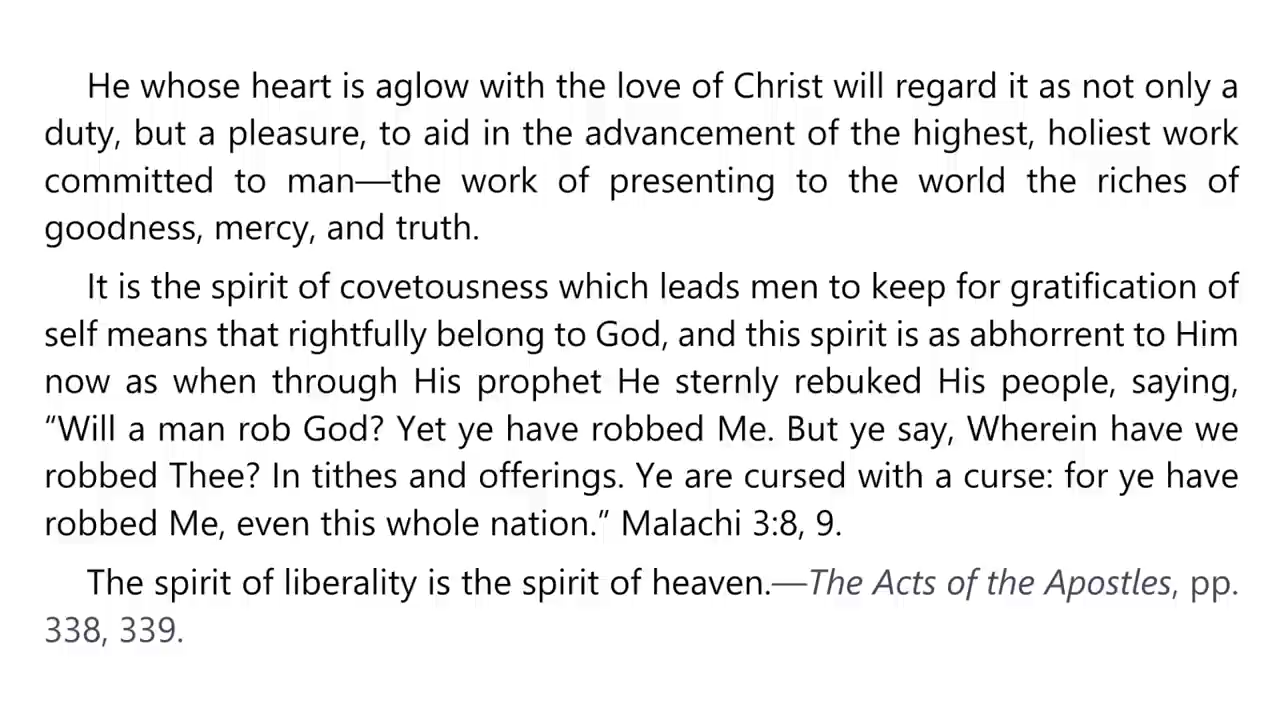 He whose heart is aglow with the love of Christ will regard it as not only a
duty, but a pleasure, to aid in the advancement of the highest, holiest work
committed to man—the work of presenting to the world the riches of
goodness, mercy, and truth.
It is the spirit of covetousness which leads men to keep for gratification of
self means that rightfully belong to God, and this spirit is as abhorrent to Him
now as when through His prophet He sternly rebuked His people, saying,
“Will a man rob God? Yet ye have robbed Me. But ye say, Wherein have we
robbed Thee? In tithes and offerings. Ye are cursed with a curse: for ye have
robbed Me, even this whole nation.” Malachi 3:8, 9.
The spirit of liberality is the spirit of heaven.—The Acts of the Apostles, pp.
338, 339.